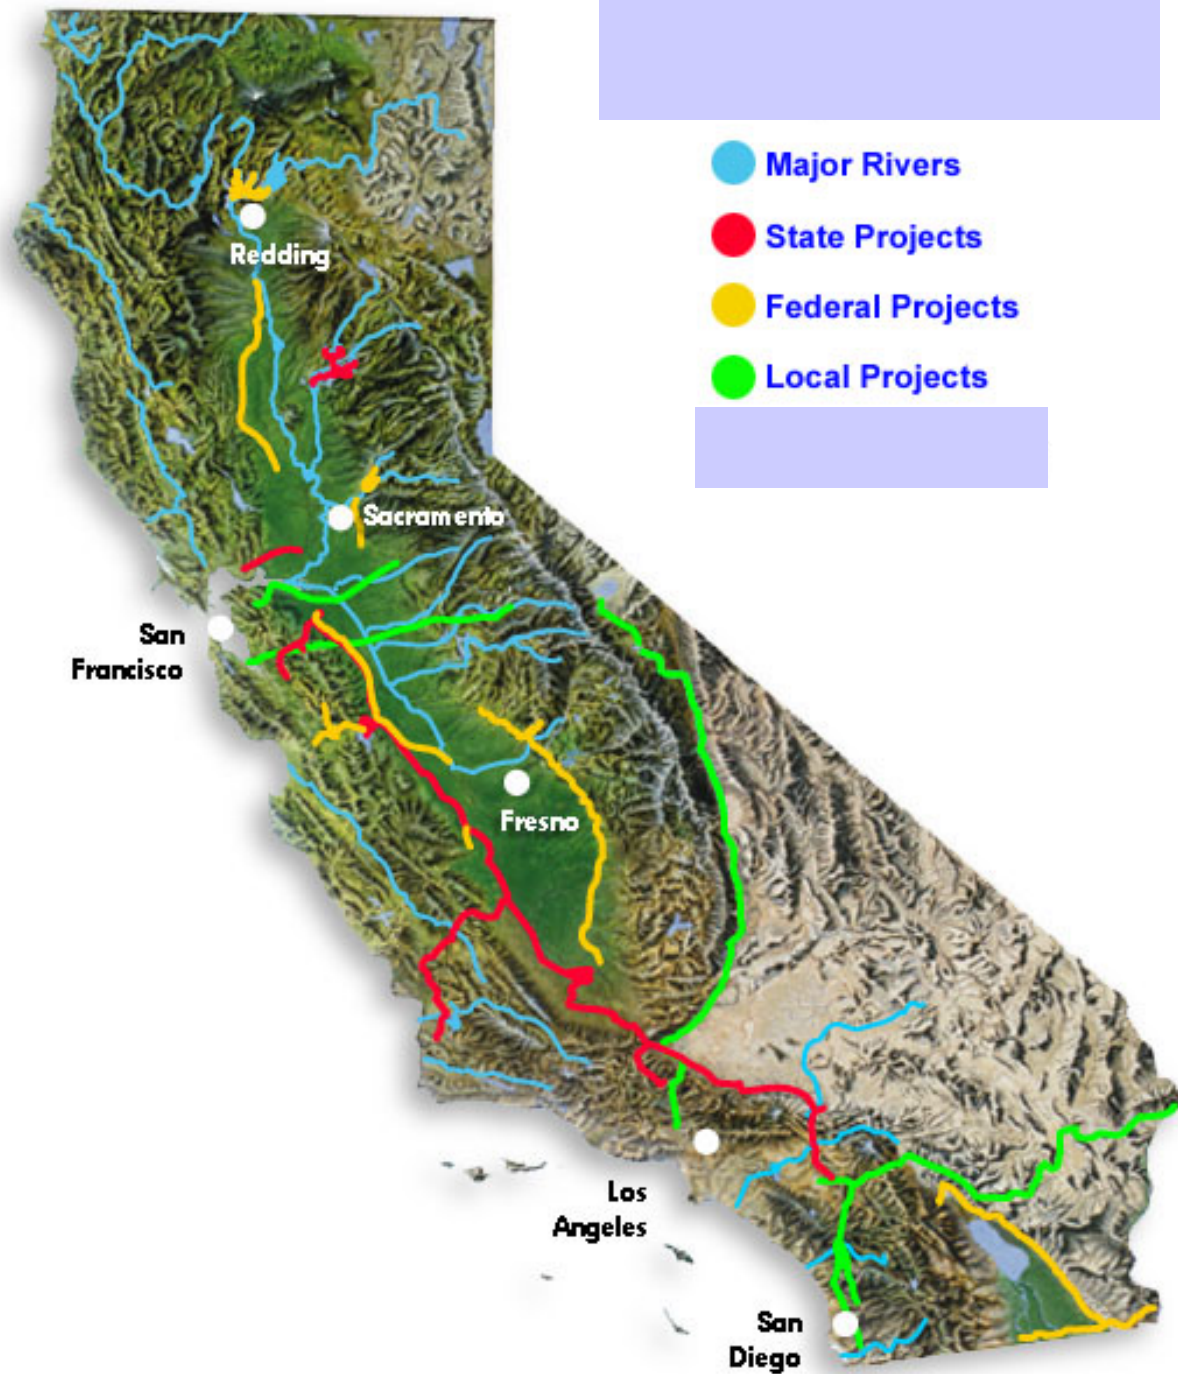 Major Rivers
State Projects
Federal Projects
Local Projects
Redding
Sacramento
San
Francisco
Fresno
Los
Angeles
San
Diego